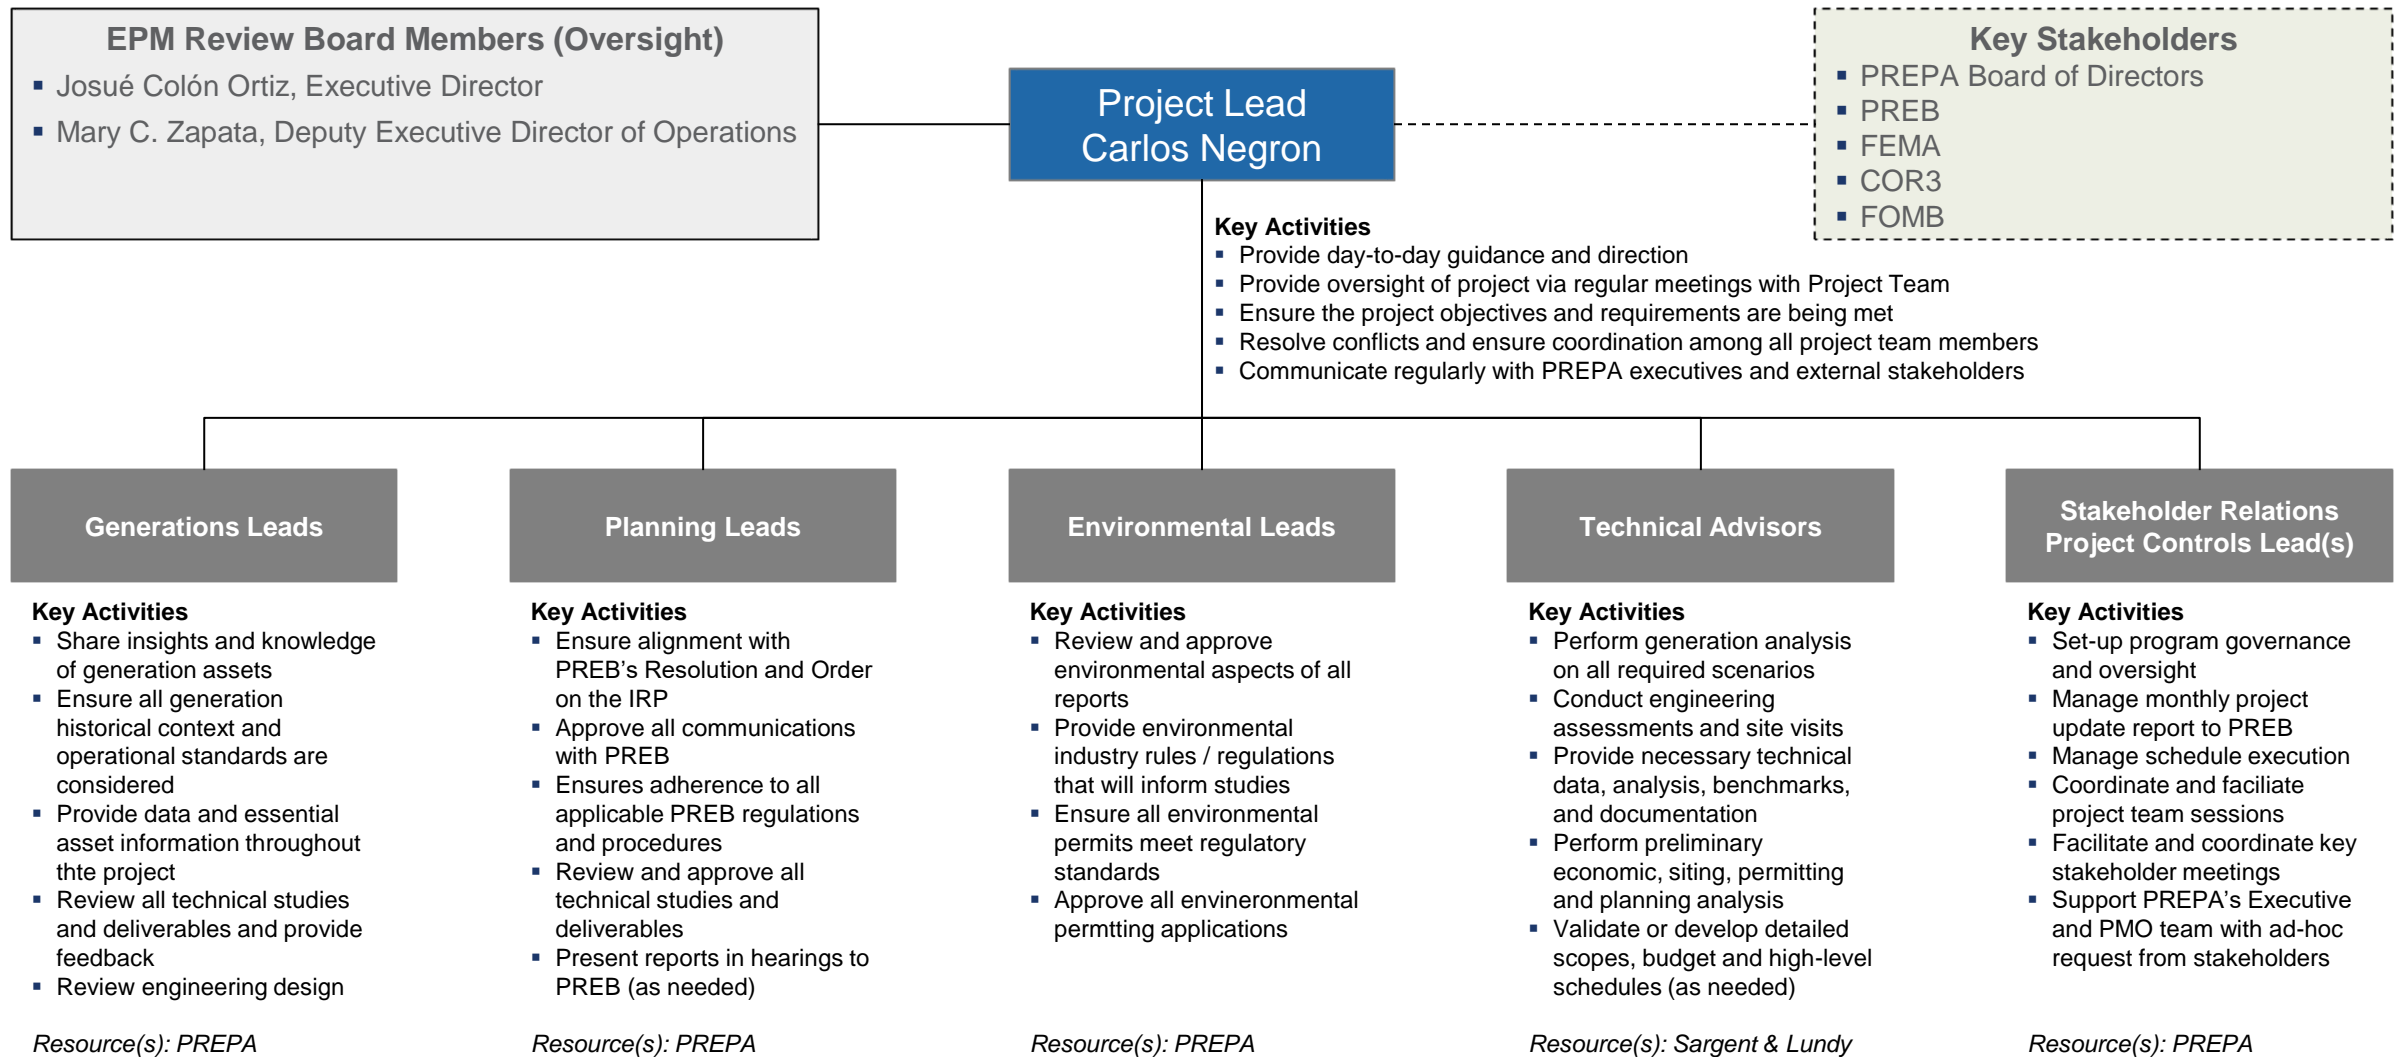 EPM Review Board Members (Oversight)
▪ Josué Colón Ortiz, Executive Director
▪ Mary C. Zapata, Deputy Executive Director of Operations
Project Lead
Carlos Negron
Key Stakeholders
▪ PREPA Board of Directors
▪ PREB
▪ FEMA
▪ COR3
▪ FOMB
Key Activities
▪ Provide day-to-day guidance and direction
▪ Provide oversight of project via regular meetings with Project Team
▪ Ensure the project objectives and requirements are being met
▪ Resolve conflicts and ensure coordination among all project team members
▪ Communicate regularly with PREPA executives and external stakeholders
Generations Leads
Key Activities
▪ Share insights and knowledge
of generation assets
▪ Ensure all generation
historical context and
operational standards are
considered
▪ Provide data and essential
asset information throughout
thte project
▪ Review all technical studies
and deliverables and provide
feedback
▪ Review engineering design
Resource(s): PREPA
Planning Leads
Key Activities
▪ Ensure alignment with
PREB’s Resolution and Order
on the IRP
▪ Approve all communications
with PREB
▪ Ensures adherence to all
applicable PREB regulations
and procedures
▪ Review and approve all
technical studies and
deliverables
▪ Present reports in hearings to
PREB (as needed)
Resource(s): PREPA
Environmental Leads
Key Activities
▪ Review and approve
environmental aspects of all
reports
▪ Provide environmental
industry rules / regulations
that will inform studies
▪ Ensure all environmental
permits meet regulatory
standards
▪ Approve all envineronmental
permtting applications
Resource(s): PREPA
Technical Advisors
Key Activities
▪ Perform generation analysis
on all required scenarios
▪ Conduct engineering
assessments and site visits
▪ Provide necessary technical
data, analysis, benchmarks,
and documentation
▪ Perform preliminary
economic, siting, permitting
and planning analysis
▪ Validate or develop detailed
scopes, budget and high-level
schedules (as needed)
Resource(s): Sargent & Lundy
Stakeholder Relations
Project Controls Lead(s)
Key Activities
▪ Set-up program governance
and oversight
▪ Manage monthly project
update report to PREB
▪ Manage schedule execution
▪ Coordinate and faciliate
project team sessions
▪ Facilitate and coordinate key
stakeholder meetings
▪ Support PREPA’s Executive
and PMO team with ad-hoc
request from stakeholders
Resource(s): PREPA